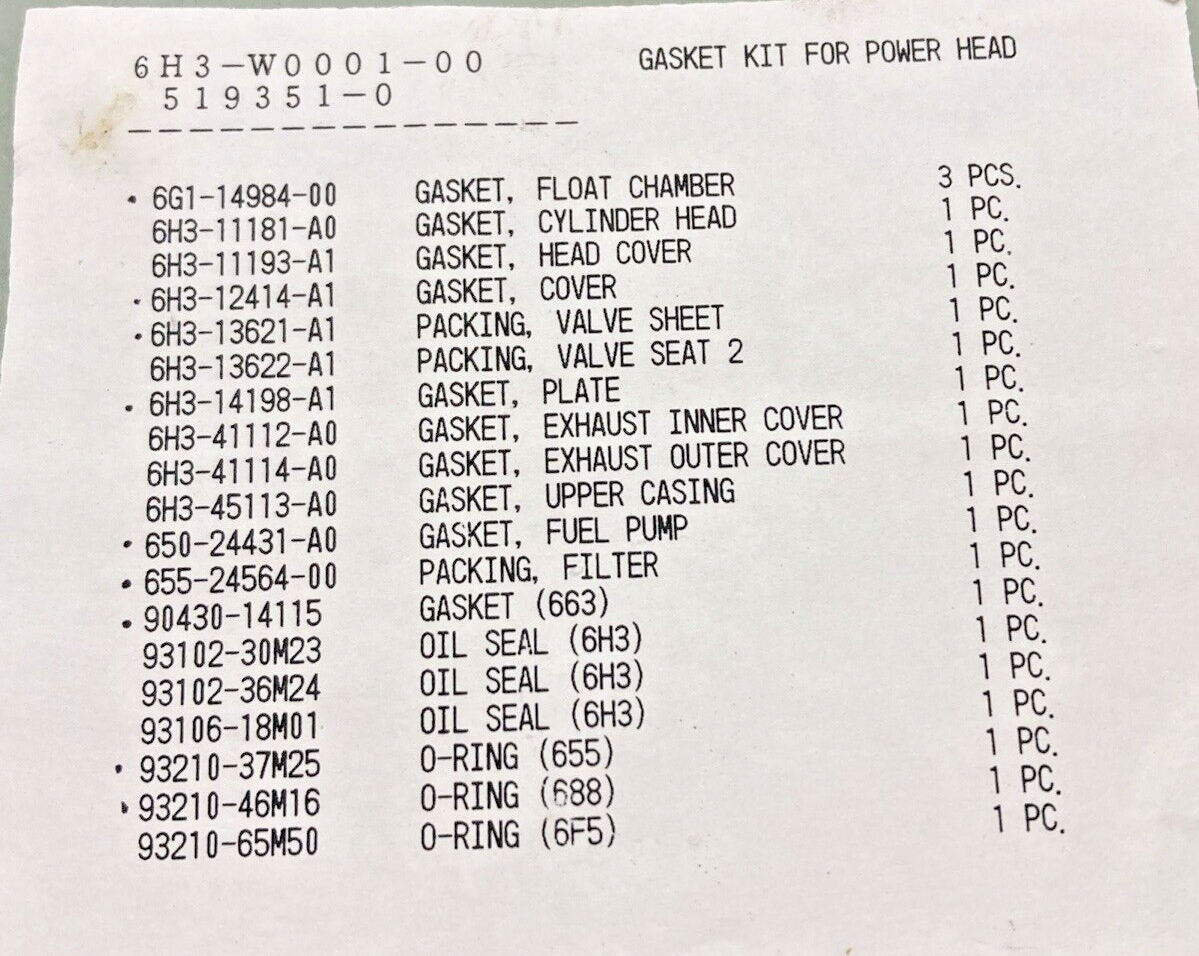 6H3-W0001-00 GASKET KIT FOR POWER HEAD
519351-0
----------------
• 6G1-14984-00 GASKET, FLOAT CHAMBER 3 PCS.
6H3-11181-A0 GASKET, CYLINDER HEAD 1 PC.
6H3-11193-A1 GASKET, HEAD COVER 1 PC.
• 6H3-12414-A1 GASKET, COVER 1 PC.
• 6H3-13621-A1 PACKING, VALVE SHEET 1 PC.
6H3-13622-A1 PACKING, VALVE SEAT 2 1 PC.
• 6H3-14198-A1 GASKET, PLATE 1 PC.
6H3-41112-A0 GASKET, EXHAUST INNER COVER 1 PC.
6H3-41114-A0 GASKET, EXHAUST OUTER COVER 1 PC.
6H3-45113-A0 GASKET, UPPER CASING 1 PC.
• 650-24431-A0 GASKET, FUEL PUMP 1 PC.
• 655-24564-00 PACKING, FILTER 1 PC.
• 90430-14115 GASKET (663) 1 PC.
93102-30M23 OIL SEAL (6H3) 1 PC.
93102-36M24 OIL SEAL (6H3) 1 PC.
93106-18M01 OIL SEAL (6H3) 1 PC.
• 93210-37M25 O-RING (655) 1 PC.
• 93210-46M16 O-RING (688) 1 PC.
93210-65M50 O-RING (6F5) 1 PC.